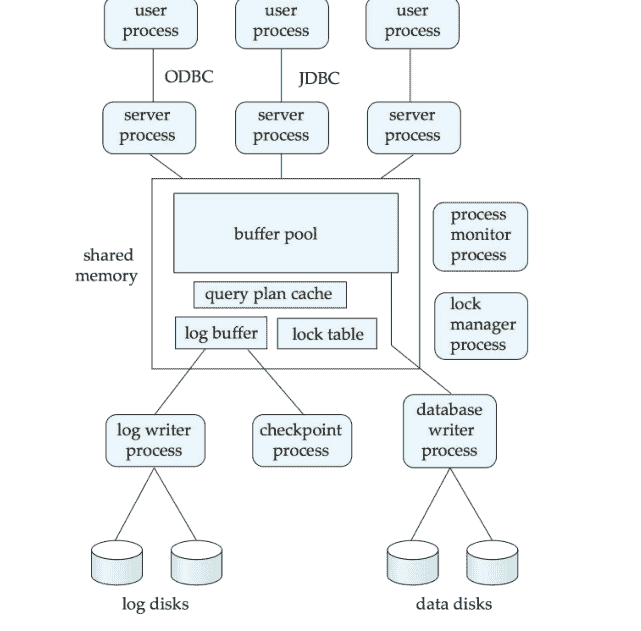 user
process
user
process
user
process
ODBC
JDBC
server
process
server
process
server
process
shared
memory
buffer pool
query plan cache
log buffer
lock table
process
monitor
process
lock
manager
process
log writer
process
checkpoint
process
database
writer
process
log disks
data disks